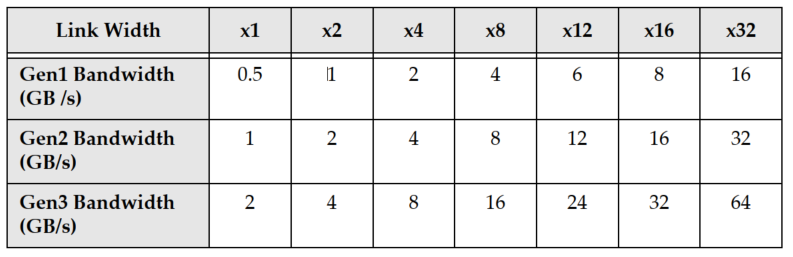 Link Width x1 x2 x4 x8 x12 x16 x32
Gen1 Bandwidth 0.5 1 2 4 6 8 16
(GB /s)
Gen2 Bandwidth 1 2 4 8 12 16 32
(GB/s)
Gen3 Bandwidth 2 4 8 16 24 32 64
(GB/s)